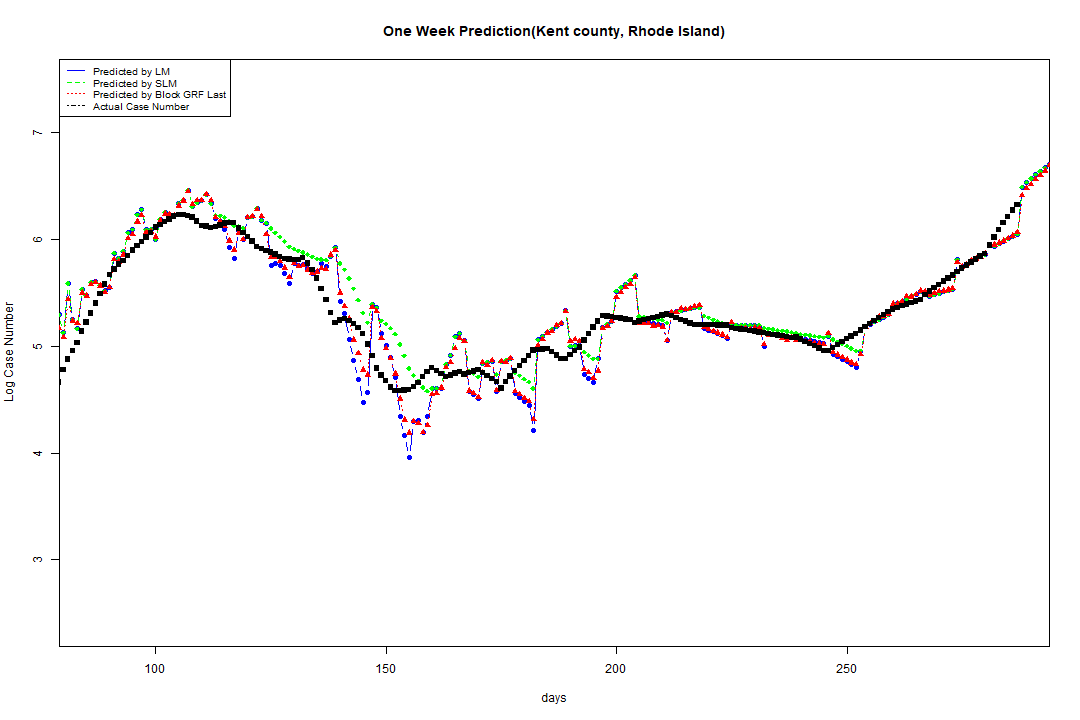 One Week Prediction(Kent county, Rhode Island)
Predicted by LM
Predicted by SLM
Predicted by Block GRF Last
Actual Case Number
7
6
5
4
3
Log Case Number
100 150 200 250
days